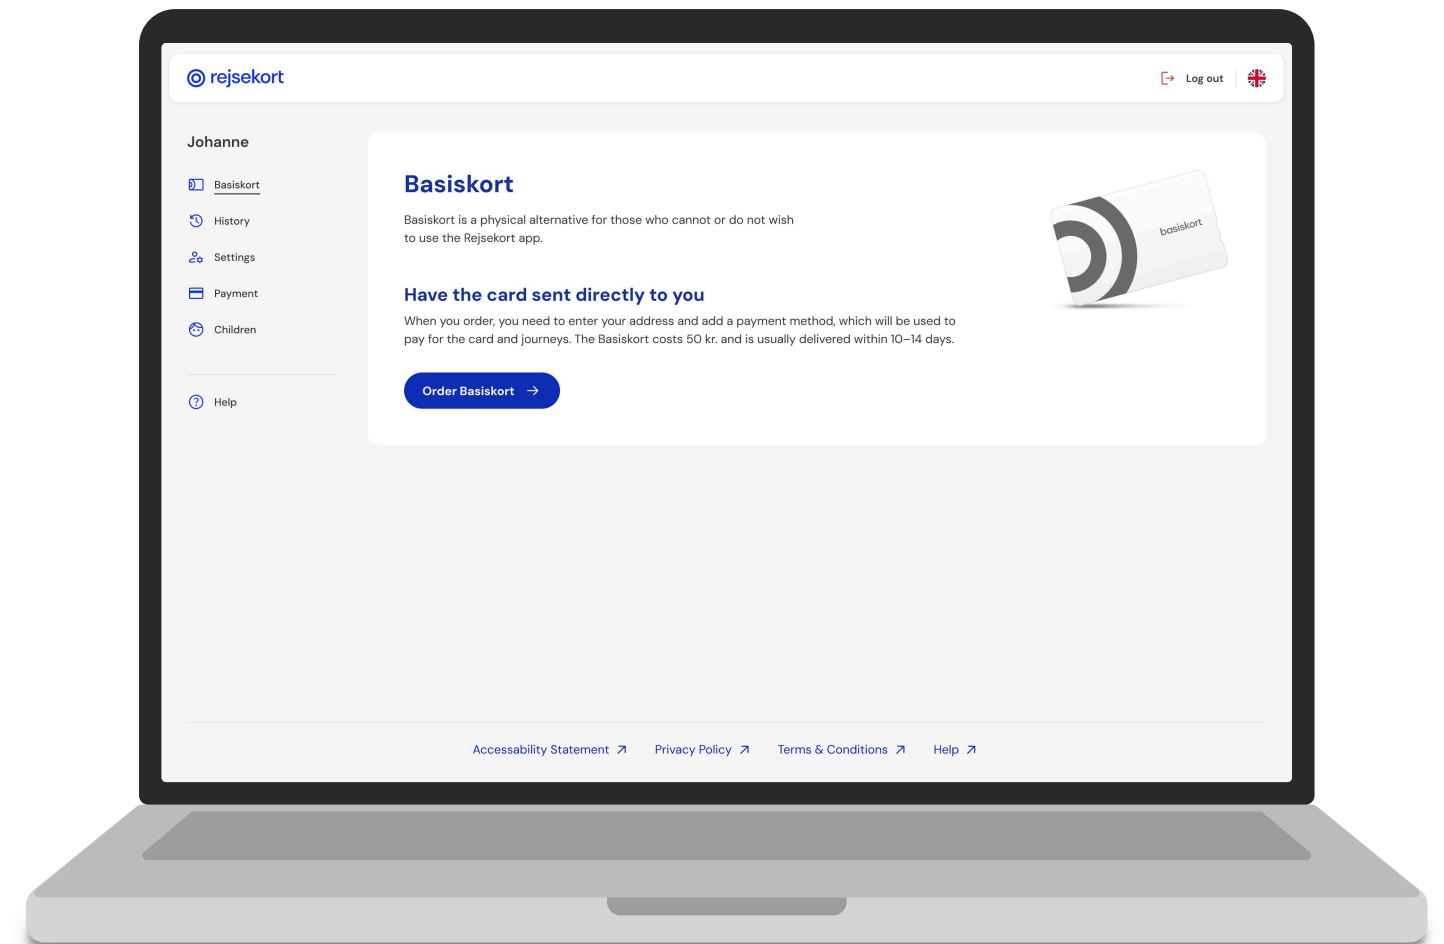 rejsekort
Log out
Johanne
Basiskort
History
Settings
Payment
Children
Help
Basiskort
Basiskort is a physical alternative for those who cannot or do not wish
to use the Rejsekort app.
basiskort
Have the card sent directly to you
When you order, you need to enter your address and add a payment method, which will be used to
pay for the card and journeys. The Basiskort costs 50 kr. and is usually delivered within 10–14 days.
Order Basiskort
Accessability Statement
Privacy Policy
Terms & Conditions
Help